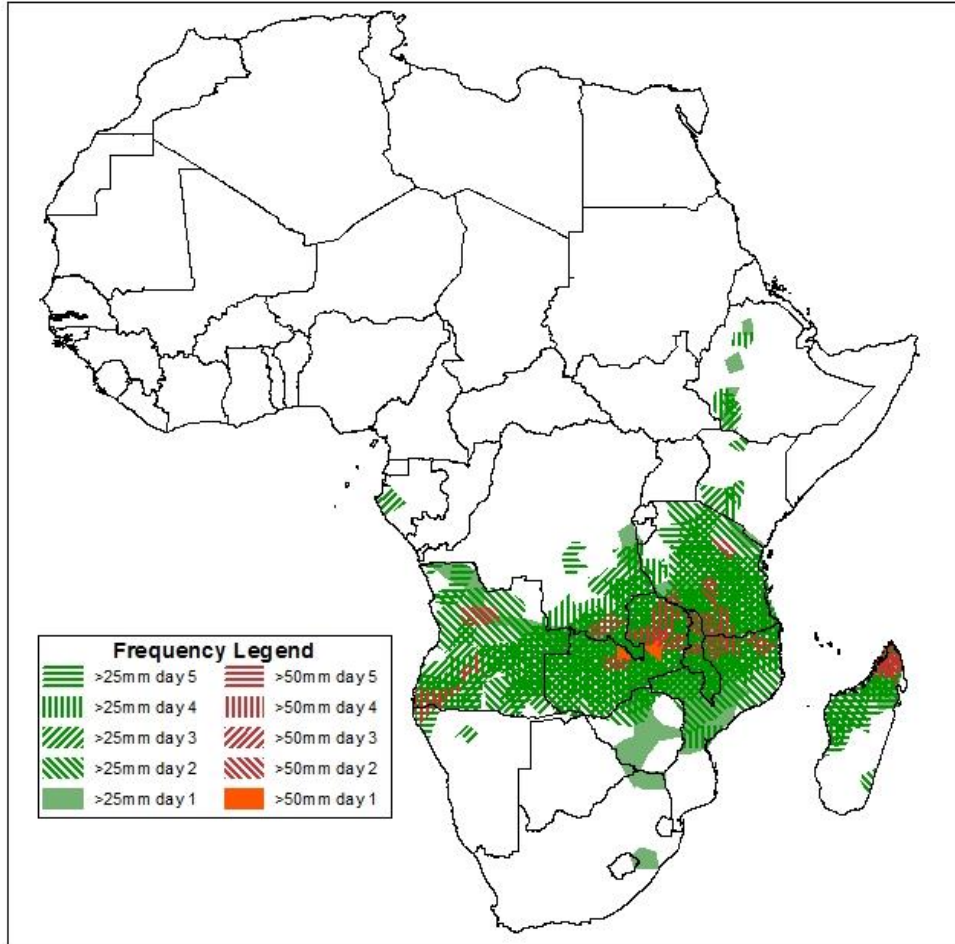 Frequency Legend
>25mm day 5 >50mm day 5
>25mm day 4 >50mm day 4
>25mm day 3 >50mm day 3
>25mm day 2 >50mm day 2
>25mm day 1 >50mm day 1